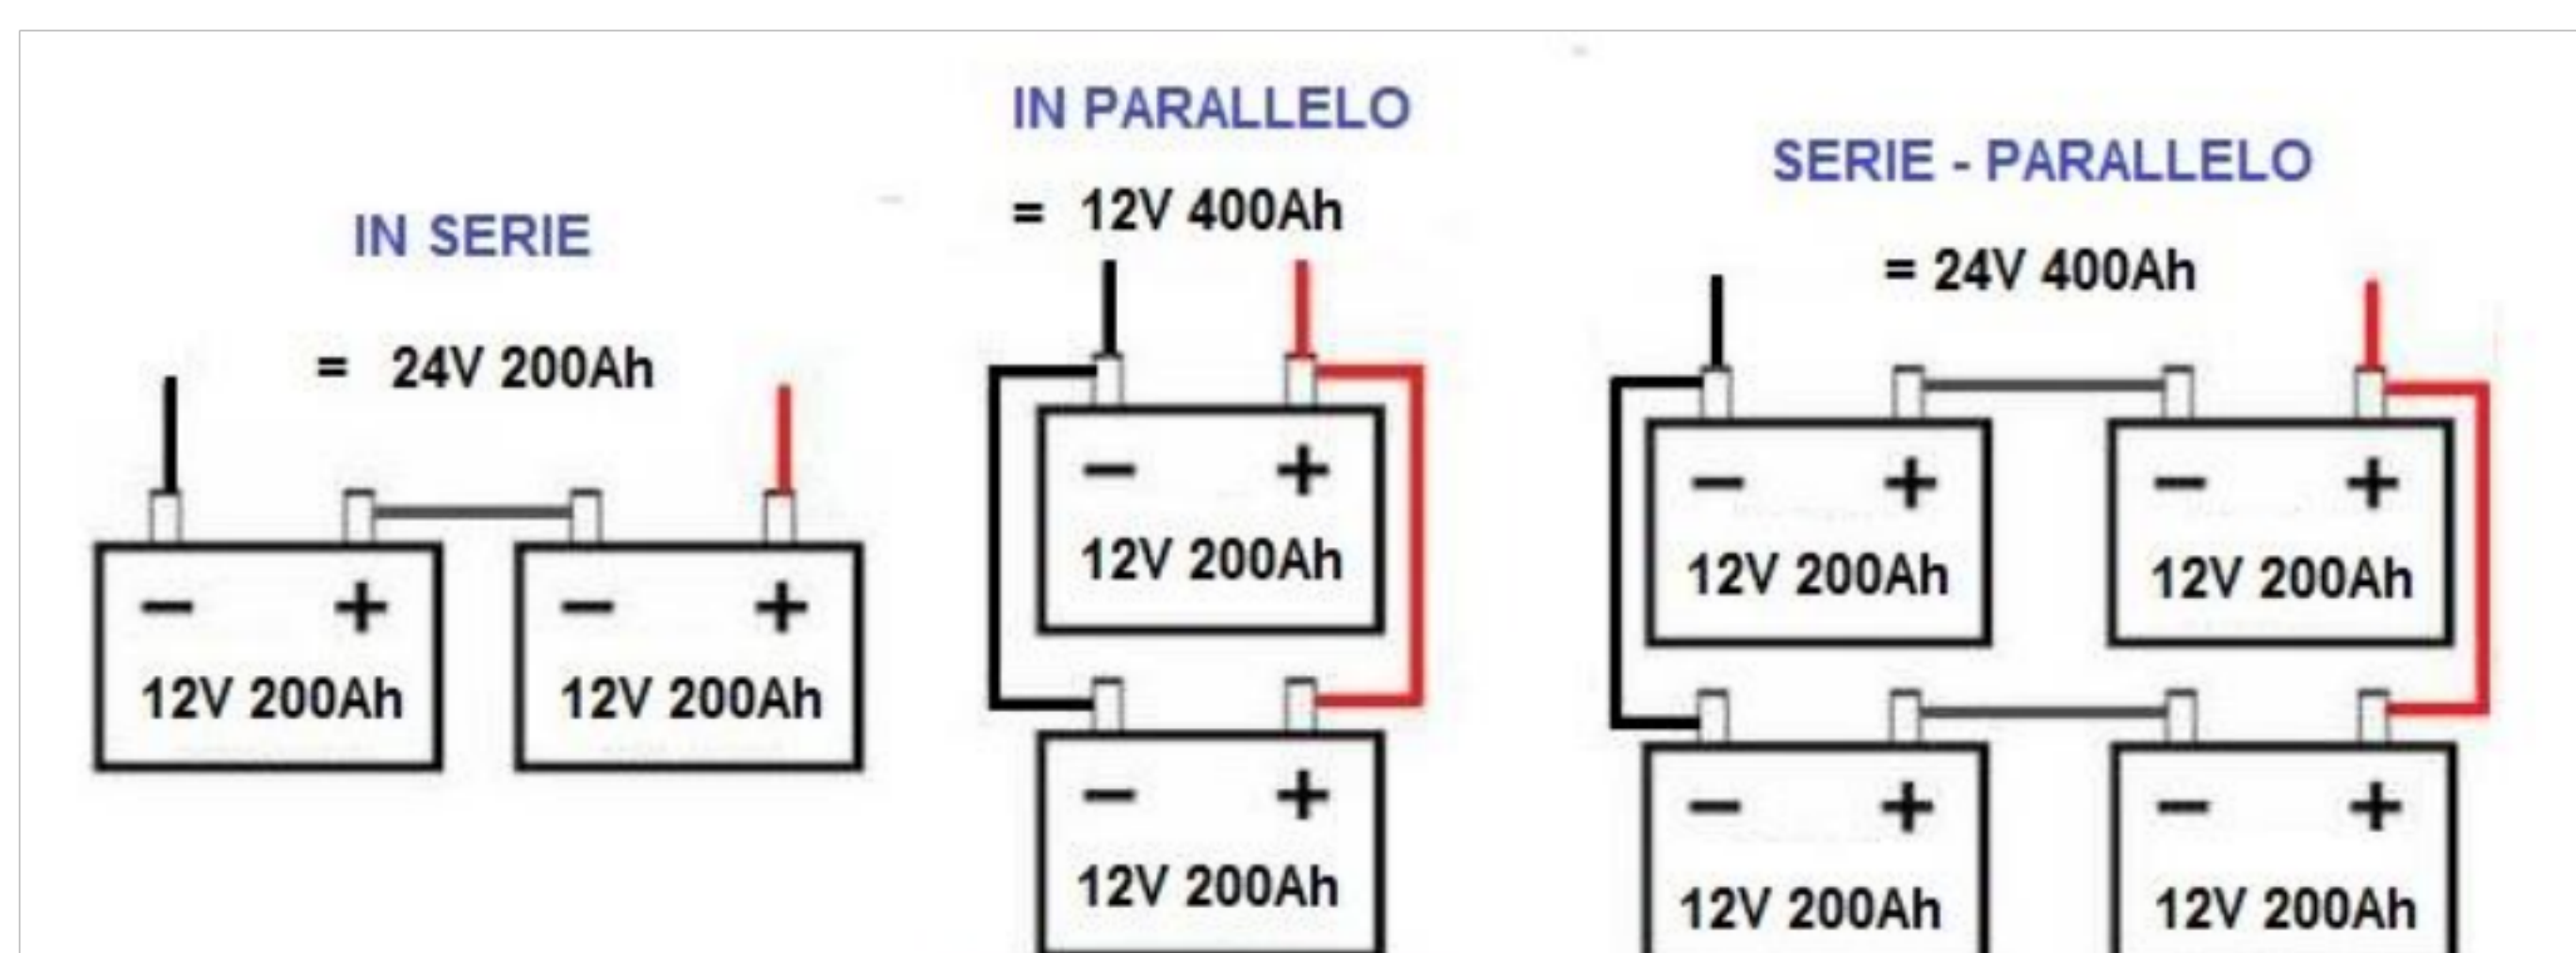 IN SERIE
= 24V 200Ah
− +
12V 200Ah
− +
12V 200Ah
IN PARALLELO
= 12V 400Ah
− +
12V 200Ah
− +
12V 200Ah
SERIE - PARALLELO
= 24V 400Ah
− +
12V 200Ah
− +
12V 200Ah
− +
12V 200Ah
− +
12V 200Ah